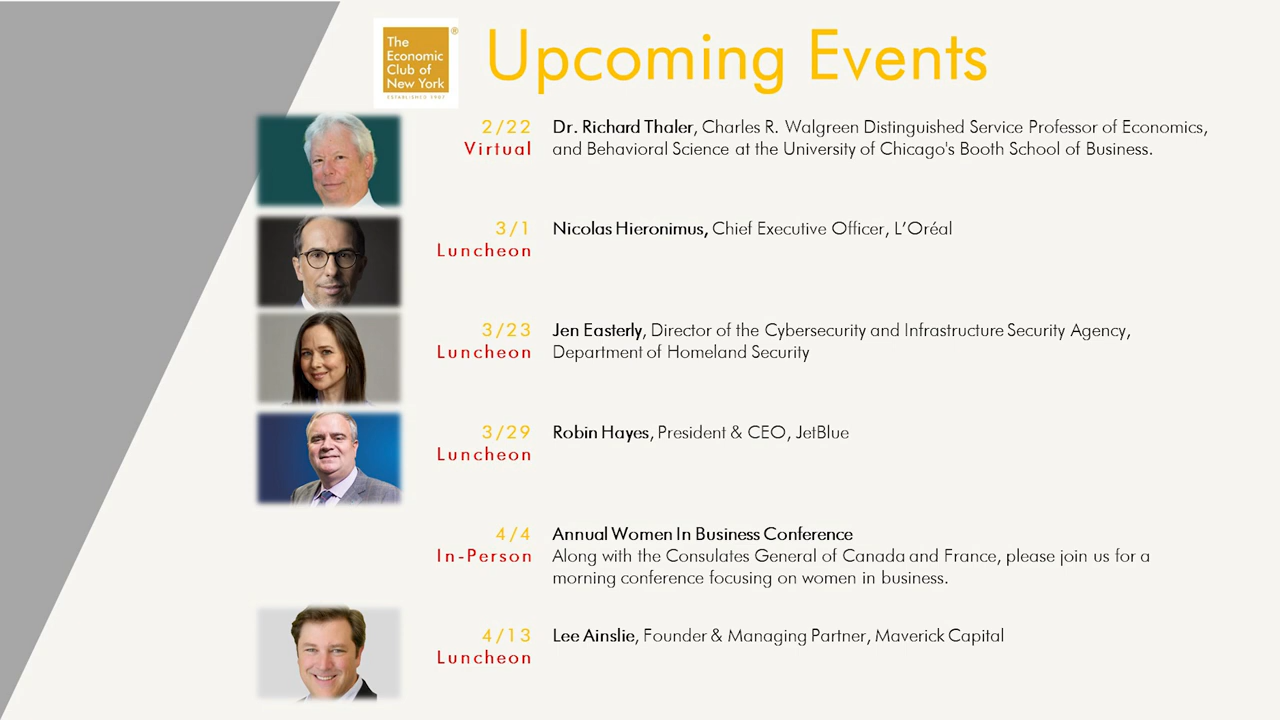 The
Economic
Club of
New York
®
ESTABLISHED 1907
Upcoming Events
2/22
Virtual
Dr. Richard Thaler, Charles R. Walgreen Distinguished Service Professor of Economics,
and Behavioral Science at the University of Chicago's Booth School of Business.
3/1
Luncheon
Nicolas Hieronimus, Chief Executive Officer, L’Oréal
3/23
Luncheon
Jen Easterly, Director of the Cybersecurity and Infrastructure Security Agency,
Department of Homeland Security
3/29
Luncheon
Robin Hayes, President & CEO, JetBlue
4/4
In-Person
Annual Women In Business Conference
Along with the Consulates General of Canada and France, please join us for a
morning conference focusing on women in business.
4/13
Luncheon
Lee Ainslie, Founder & Managing Partner, Maverick Capital